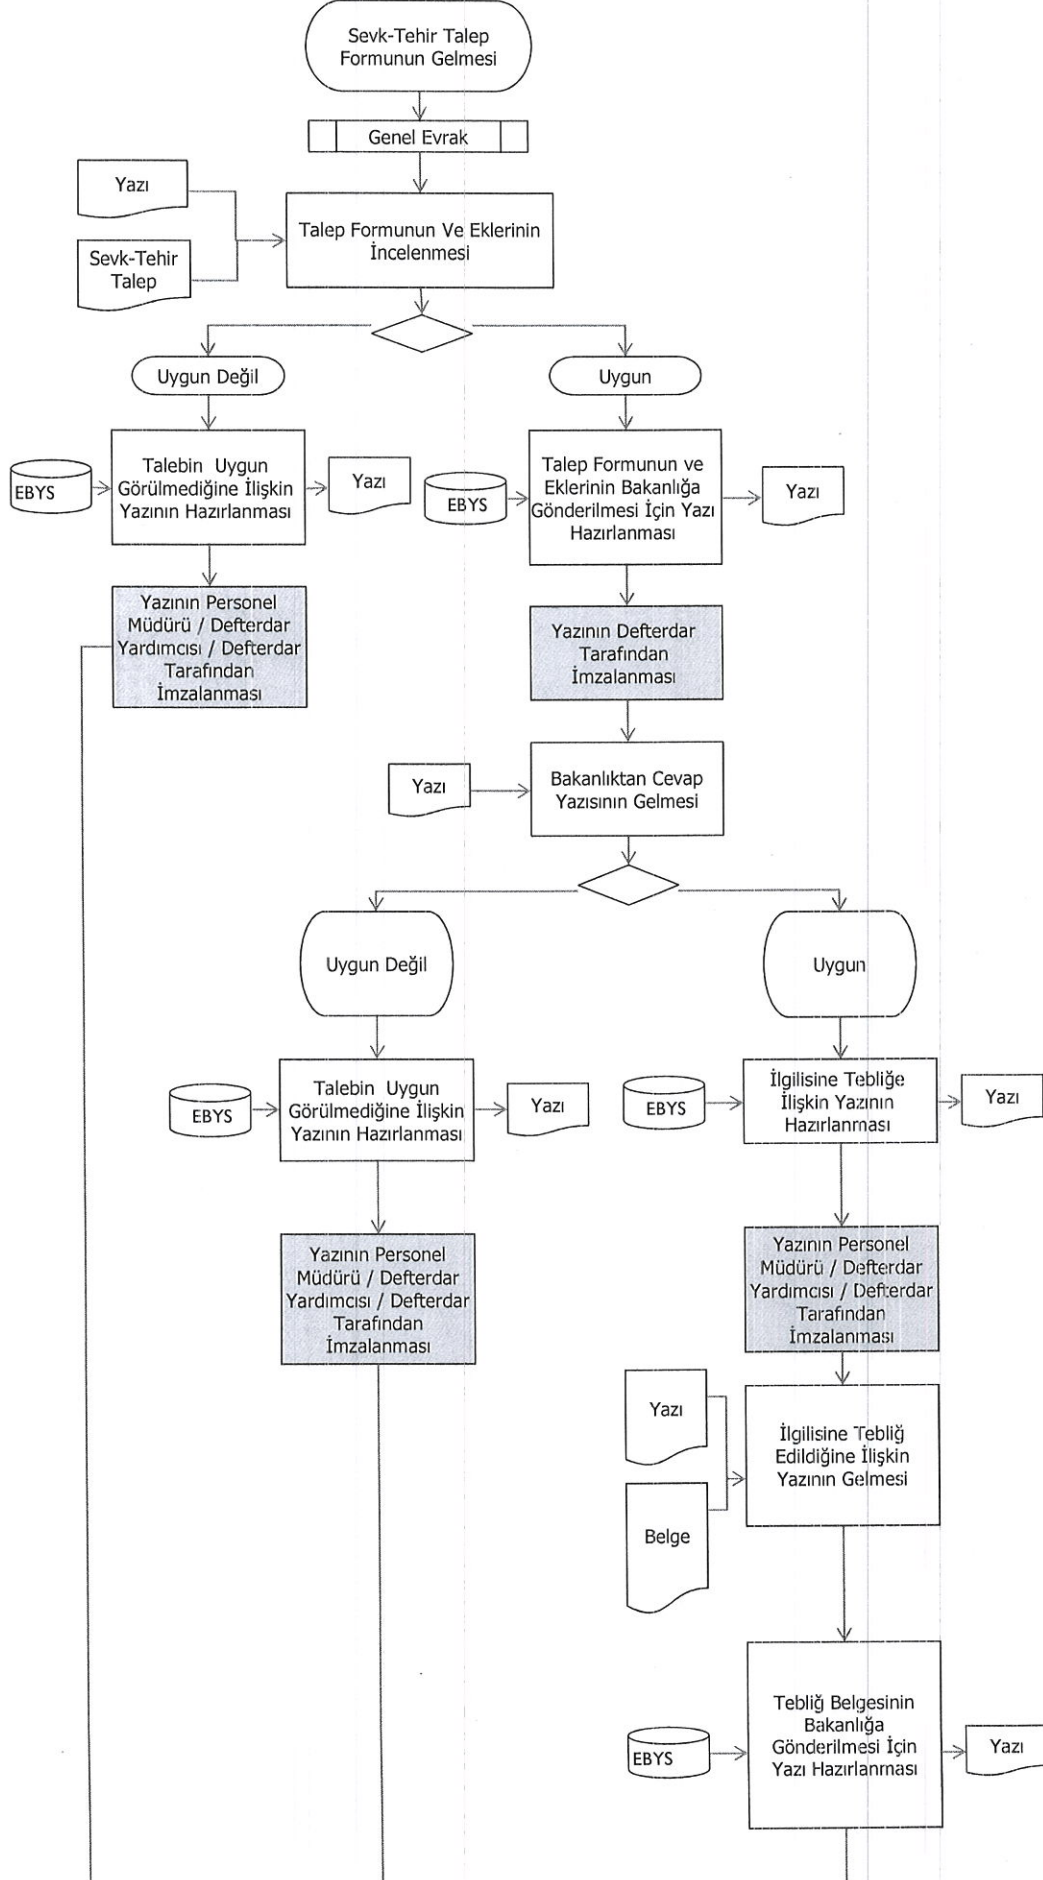 Sevk-Tehir Talep
Formunun Gelmesi
Genel Evrak
Yazı
Talep Formunun Ve Eklerinin
İncelenmesi
Sevk-Tehir
Talep
Uygun Değil
Uygun
EBYS
Talebin Uygun
Görülmediğine İlişkin
Yazının Hazırlanması
Yazı
EBYS
Talep Formunun ve
Eklerinin Bakanlığa
Gönderilmesi İçin Yazı
Hazırlanması
Yazı
Yazının Personel
Müdürü / Defterdar
Yardımcısı / Defterdar
Tarafından
İmzalanması
Yazının Defterdar
Tarafından
İmzalanması
Yazı
Bakanlıktan Cevap
Yazısının Gelmesi
Uygun Değil
Uygun
EBYS
Talebin Uygun
Görülmediğine İlişkin
Yazının Hazırlanması
Yazı
EBYS
İlgilisine Tebliğe
İlişkin Yazının
Hazırlanması
Yazı
Yazının Personel
Müdürü / Defterdar
Yardımcısı / Defterdar
Tarafından
İmzalanması
Yazının Personel
Müdürü / Defterdar
Yardımcısı / Defterdar
Tarafından
İmzalanması
Yazı
İlgilisine Tebliğ
Edildiğine İlişkin
Yazının Gelmesi
Belge
EBYS
Tebliğ Belgesinin
Bakanlığa
Gönderilmesi İçin
Yazı Hazırlanması
Yazı